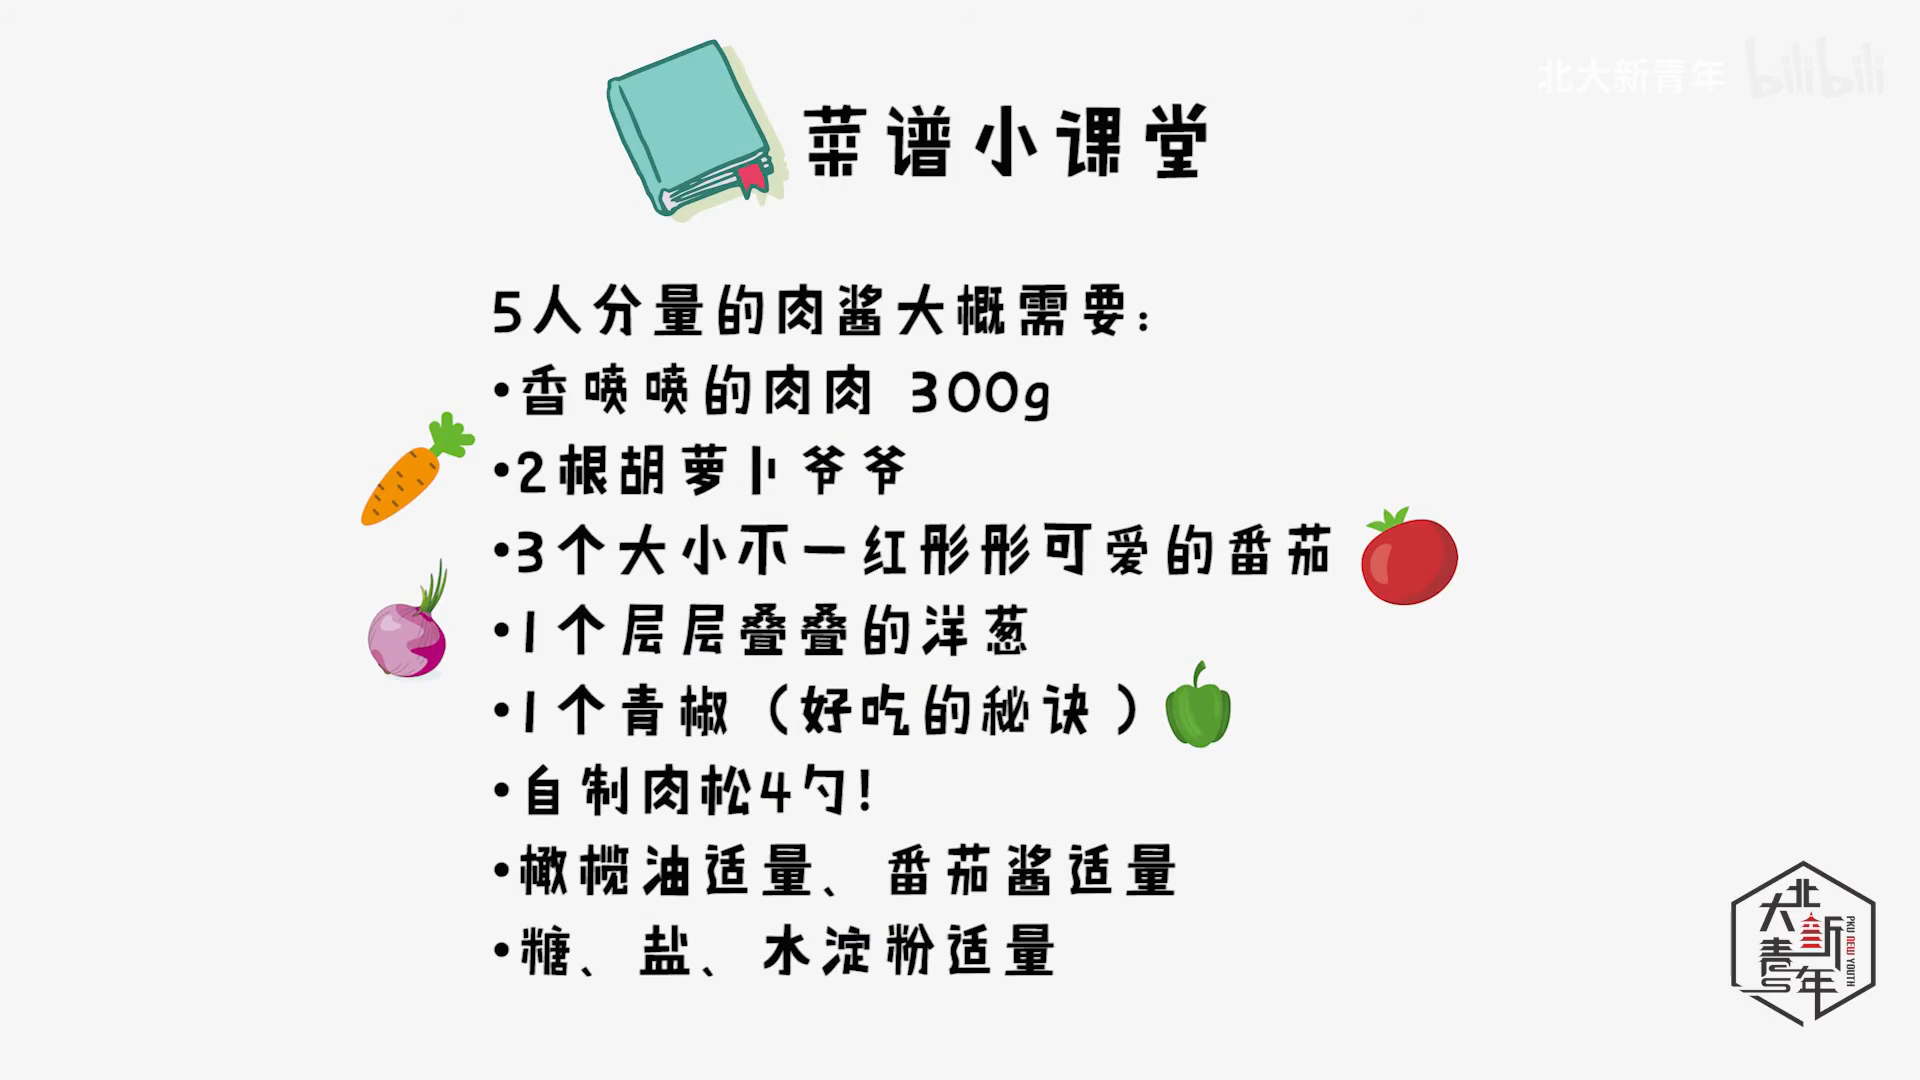 北大新青年 bilibili
菜谱小课堂
5人分量的肉酱大概需要：
•香喷喷的肉肉 300g
•2根胡萝卜爷爷
•3个大小不一红彤彤可爱的番茄
•1个层层叠叠的洋葱
•1个青椒（好吃的秘诀）
•自制肉松4勺！
•橄榄油适量、番茄酱适量
•糖、盐、水淀粉适量
北大新青年
PKU NEW YOUTH